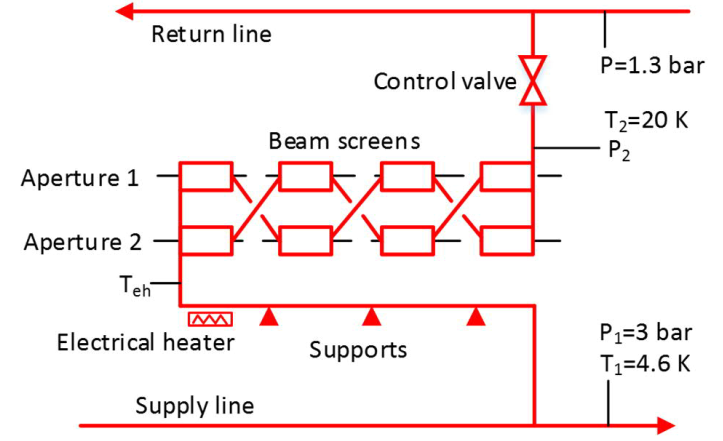 Return line
P=1.3 bar
Control valve
T₂=20 K
P₂
Beam screens
Aperture 1
Aperture 2
Tₑₕ
Electrical heater
Supports
P₁=3 bar
T₁=4.6 K
Supply line